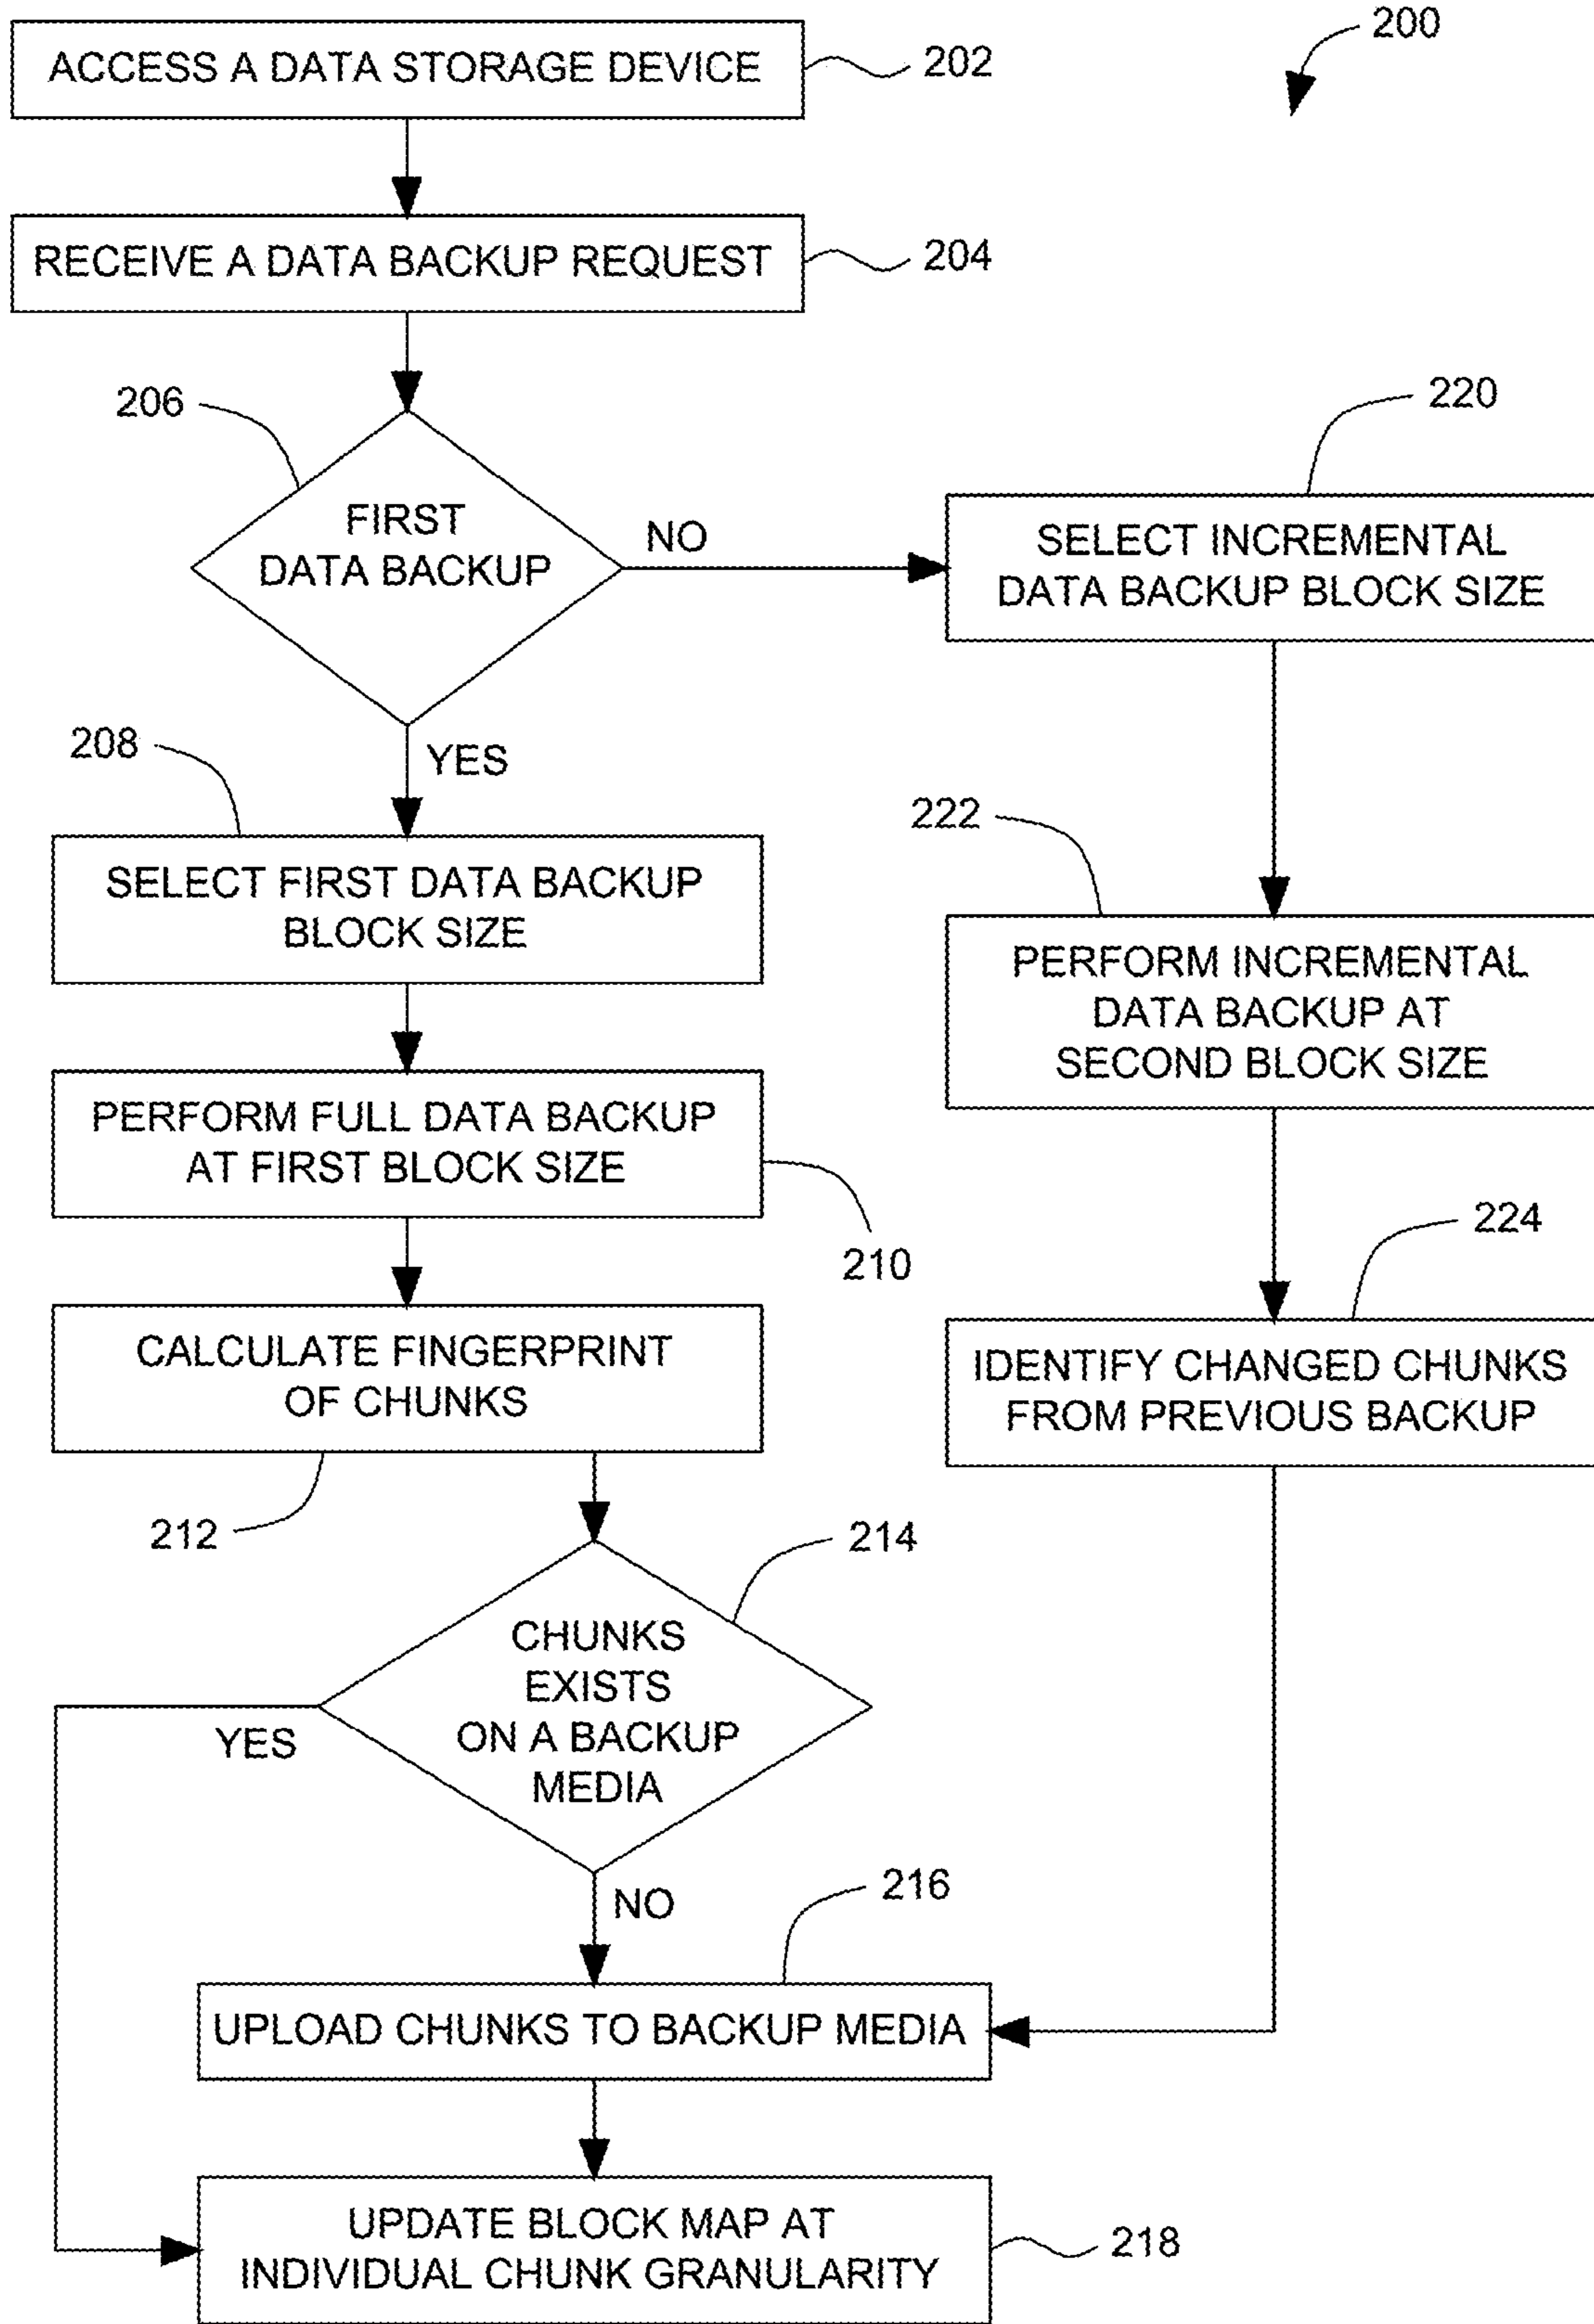 200
ACCESS A DATA STORAGE DEVICE
202
RECEIVE A DATA BACKUP REQUEST
204
206
FIRST
DATA BACKUP
NO
YES
220
SELECT INCREMENTAL
DATA BACKUP BLOCK SIZE
208
SELECT FIRST DATA BACKUP
BLOCK SIZE
222
PERFORM INCREMENTAL
DATA BACKUP AT
SECOND BLOCK SIZE
PERFORM FULL DATA BACKUP
AT FIRST BLOCK SIZE
210
224
IDENTIFY CHANGED CHUNKS
FROM PREVIOUS BACKUP
CALCULATE FINGERPRINT
OF CHUNKS
212
214
CHUNKS
EXISTS
ON A BACKUP
MEDIA
YES
NO
216
UPLOAD CHUNKS TO BACKUP MEDIA
UPDATE BLOCK MAP AT
INDIVIDUAL CHUNK GRANULARITY
218